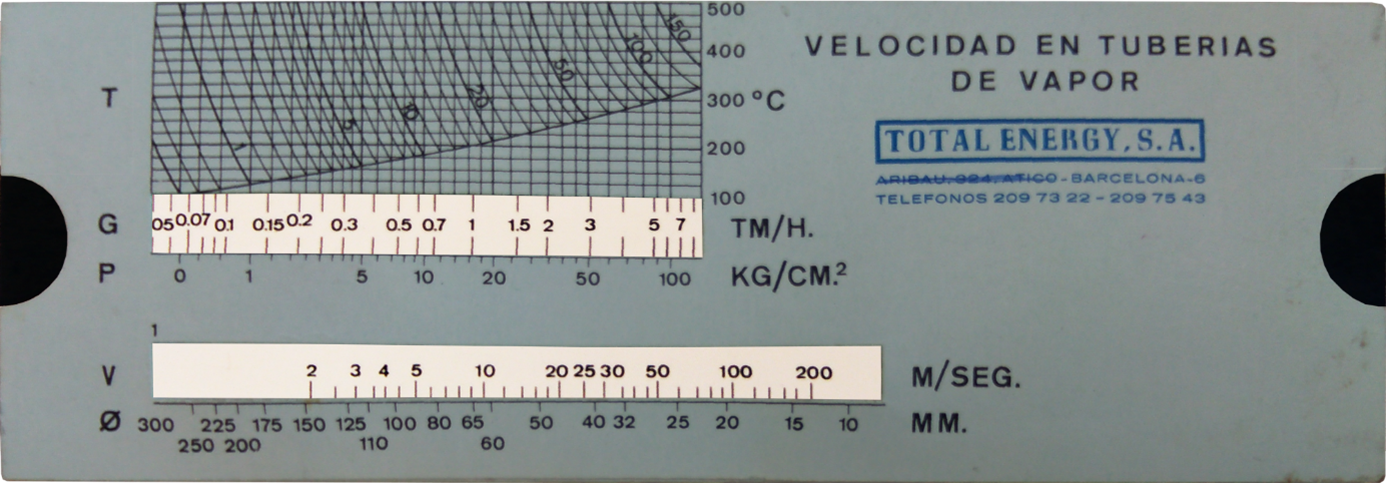 VELOCIDAD EN TUBERIAS
DE VAPOR
TOTAL ENERGY, S.A.
ARIBAU, 324, ATICO - BARCELONA-6
TELEFONOS 209 73 22 - 209 75 43
T 1 5 10 20 50 100 150 500 400 300 °C 200 100
G 05 0.07 0.1 0.15 0.2 0.3 0.5 0.7 1 1.5 2 3 5 7 TM/H.
P 0 1 5 10 20 50 100 KG/CM.²
1
V 2 3 4 5 10 20 25 30 50 100 200 M/SEG.
Ø 300 225 175 150 125 100 80 65 50 40 32 25 20 15 10 MM.
250 200 110 60